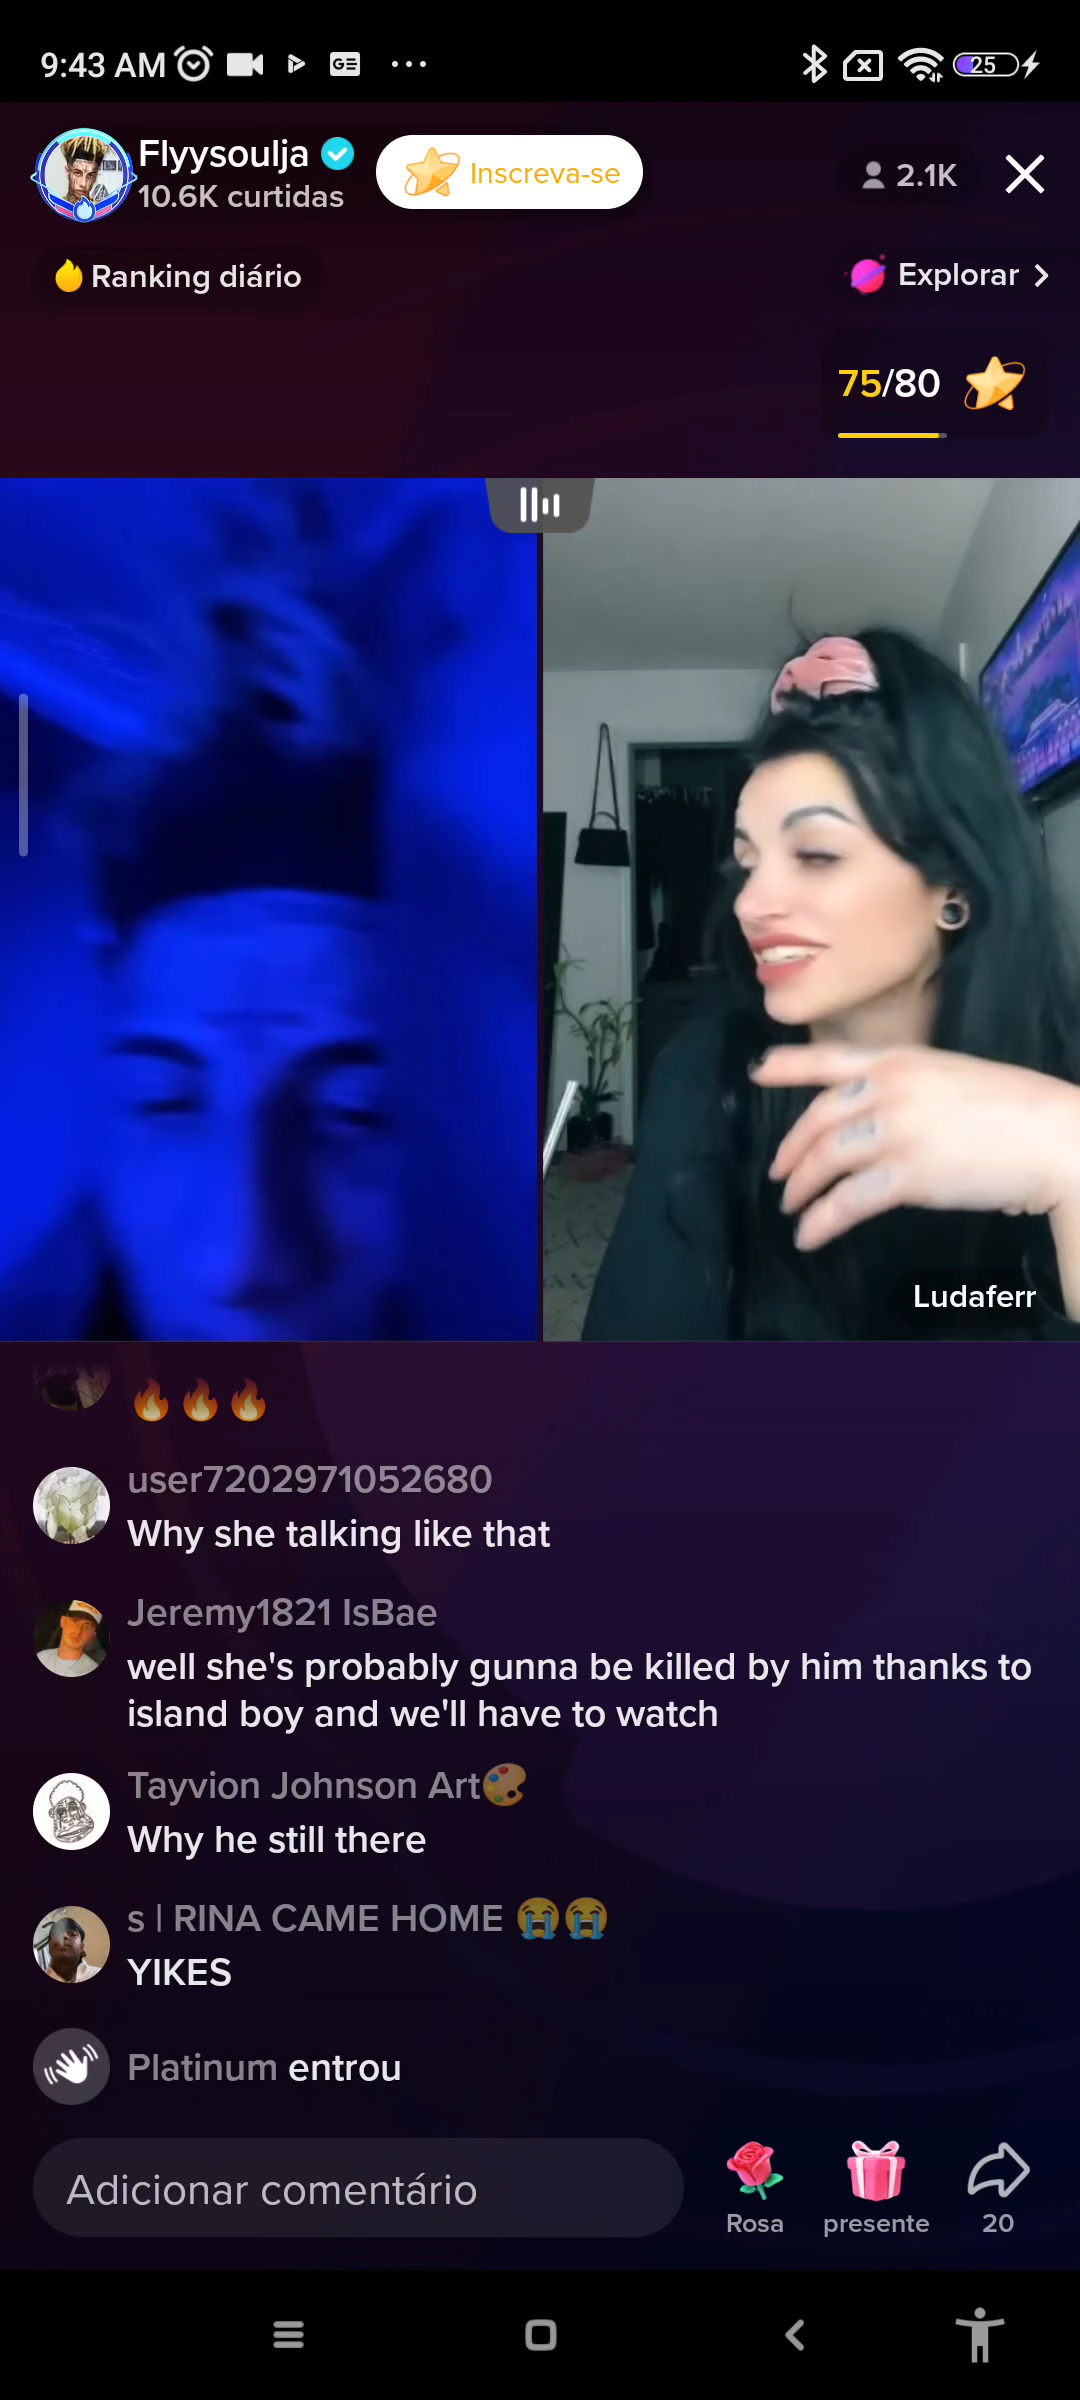 9:43 AM
25
Flyysoulja
10.6K curtidas
Inscreva-se
2.1K
Ranking diário
Explorar
75/80
Ludaferr
🔥🔥🔥
user7202971052680
Why she talking like that
Jeremy1821 IsBae
well she's probably gunna be killed by him thanks to
island boy and we'll have to watch
Tayvion Johnson Art🎨
Why he still there
s | RINA CAME HOME 😭😭
YIKES
Platinum entrou
Adicionar comentário
Rosa
presente
20